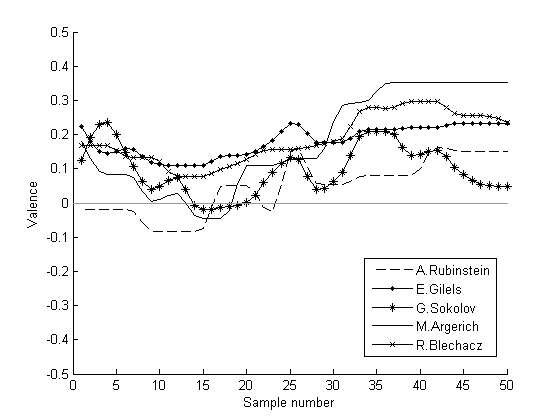 0.5
0.4
0.3
0.2
0.1
0
-0.1
-0.2
-0.3
-0.4
-0.5
Valence
0 5 10 15 20 25 30 35 40 45 50
Sample number
A.Rubinstein
E.Gilels
G.Sokolov
M.Argerich
R.Blechacz